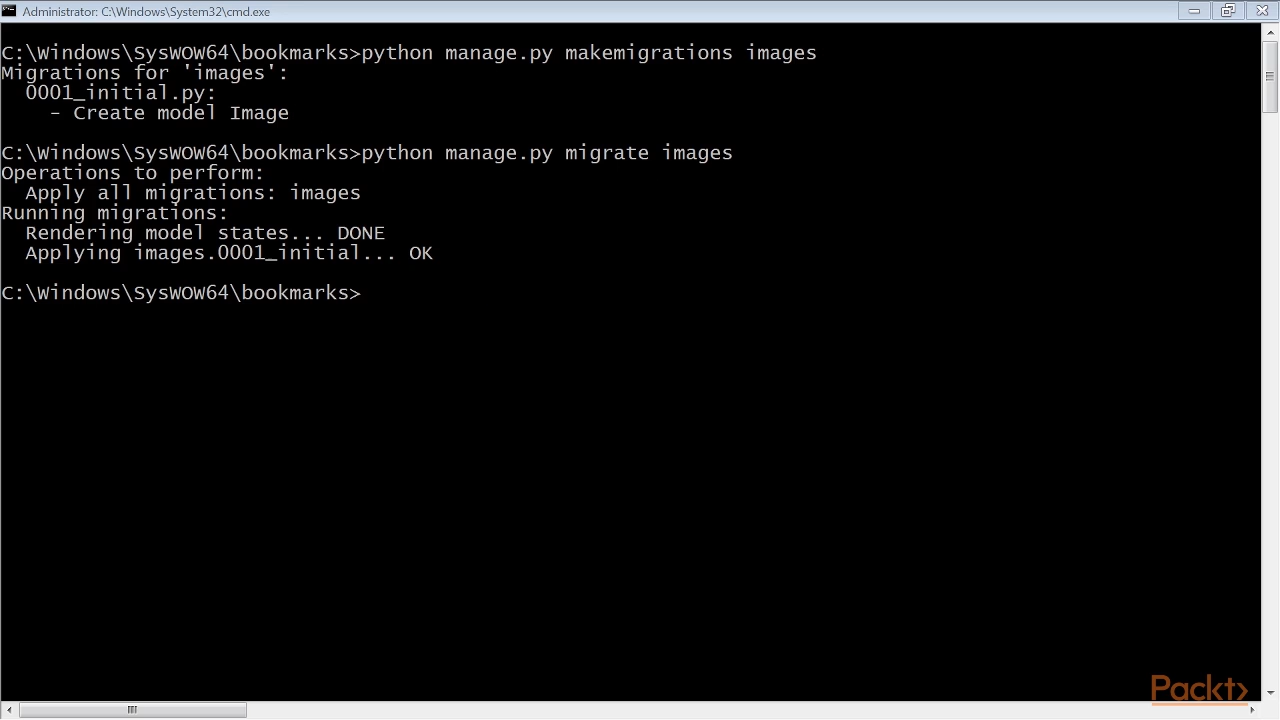 Administrator: C:\Windows\System32\cmd.exe
C:\Windows\SysWOW64\bookmarks>python manage.py makemigrations images
Migrations for 'images':
  0001_initial.py:
    - Create model Image
C:\Windows\SysWOW64\bookmarks>python manage.py migrate images
Operations to perform:
  Apply all migrations: images
Running migrations:
  Rendering model states... DONE
  Applying images.0001_initial... OK
C:\Windows\SysWOW64\bookmarks>
Packt>